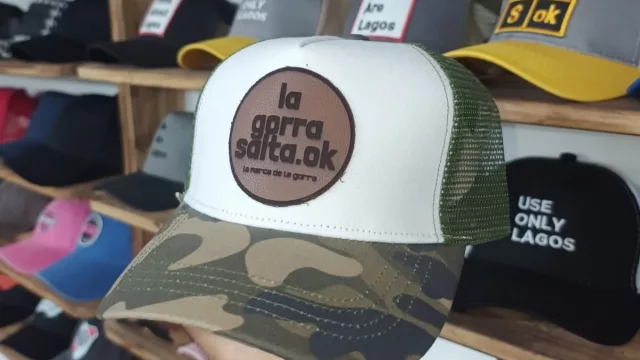 la
gorra
salta.ok
la marca de la gorra
USE
ONLY
LAGOS
Are
Lagos
S ok